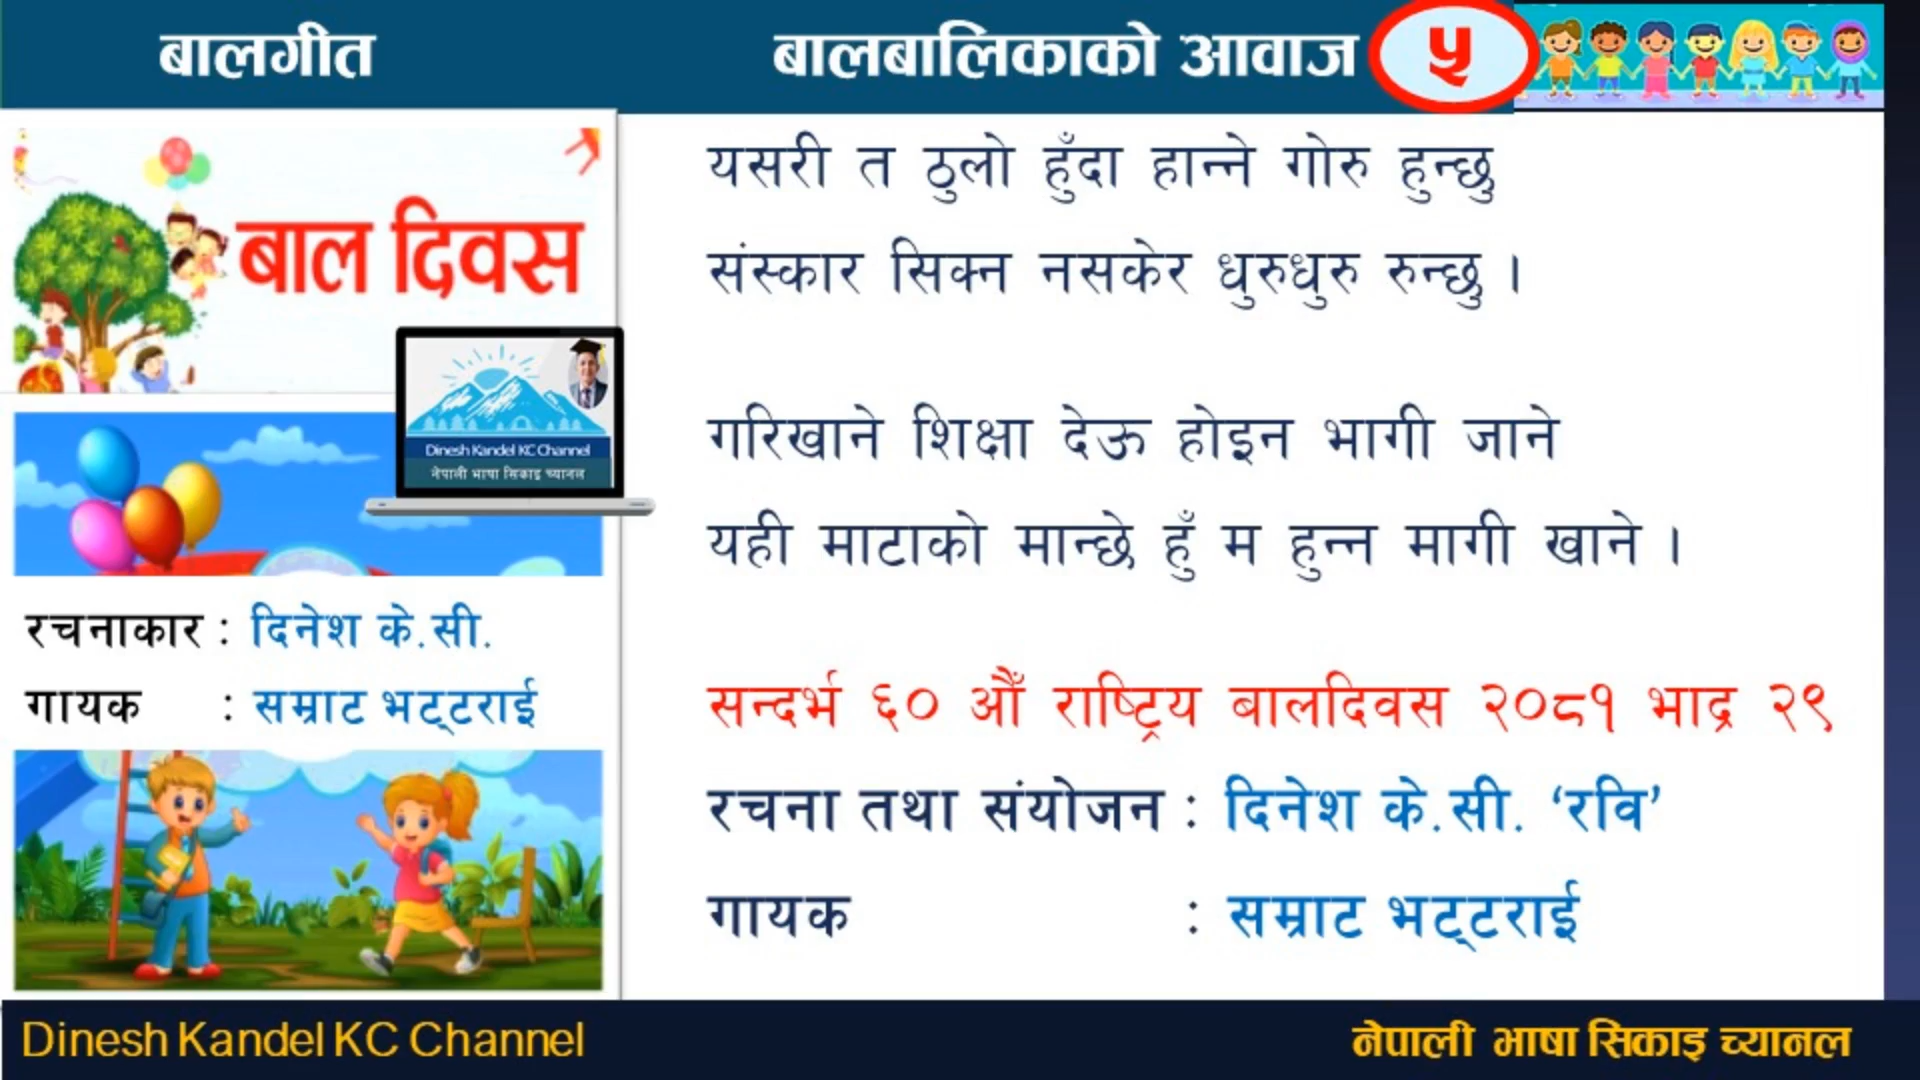 बालगीत
बालबालिकाको आवाज ५
बाल दिवस
Dinesh Kandel KC Channel
नेपाली भाषा सिकाइ च्यानल
रचनाकार : दिनेश के.सी.
गायक : सम्राट भट्टराई
यसरी त ठुलो हुँदा हान्ने गोरु हुन्छु
संस्कार सिक्न नसकेर धुरुधुरु रुन्छु ।
गरिखाने शिक्षा देऊ होइन भागी जाने
यही माटाको मान्छे हुँ म हुन्न मागी खाने ।
सन्दर्भ ६० औँ राष्ट्रिय बालदिवस २०८१ भाद्र २९
रचना तथा संयोजन : दिनेश के.सी. ‘रवि’
गायक : सम्राट भट्टराई
Dinesh Kandel KC Channel
नेपाली भाषा सिकाइ च्यानल